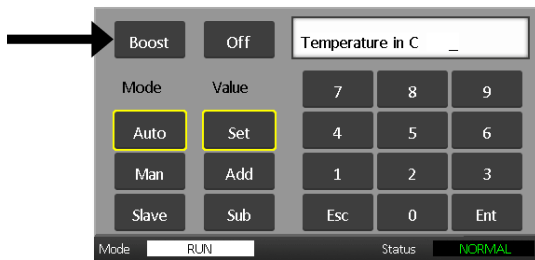 Boost Off Temperature in C _
Mode Value 7 8 9
Auto Set 4 5 6
Man Add 1 2 3
Slave Sub Esc 0 Ent
Mode RUN Status NORMAL